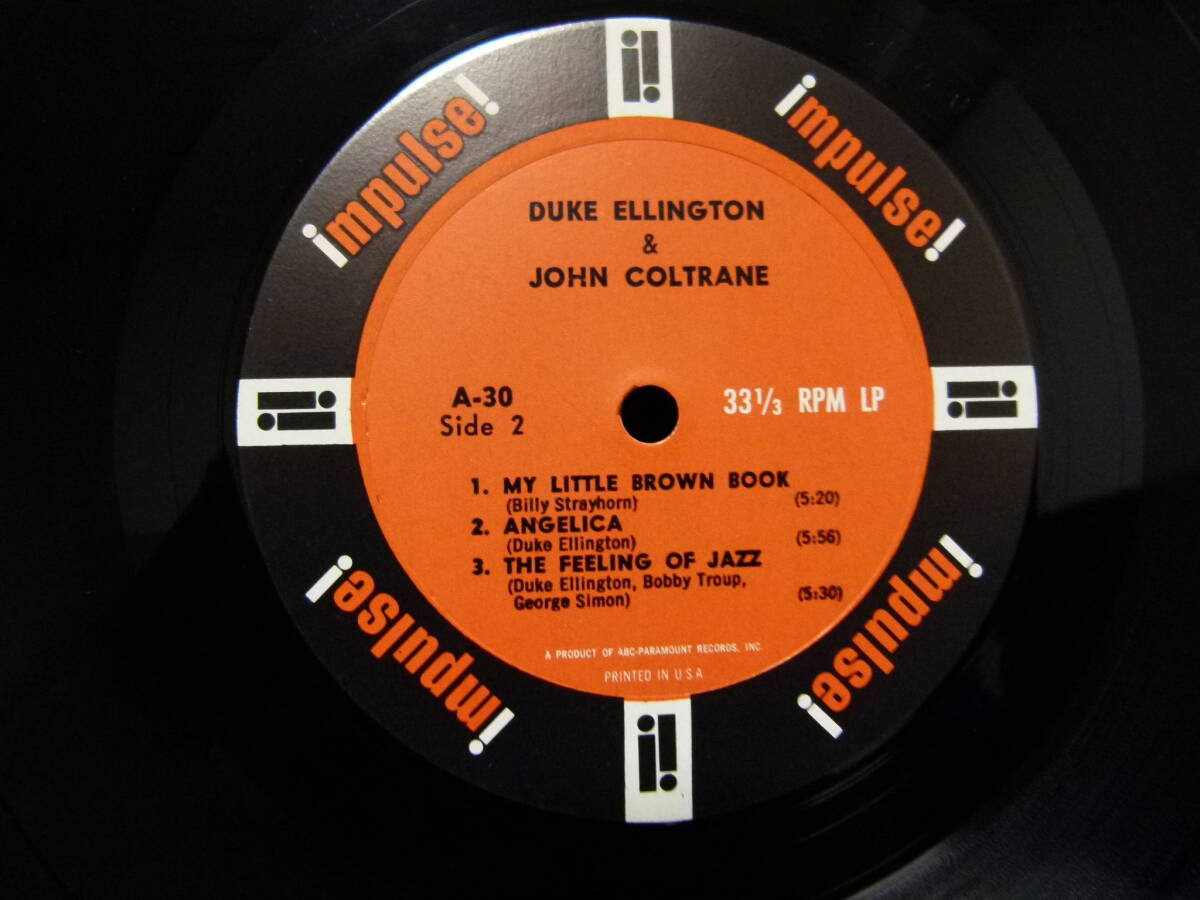 impulse!
impulse!
DUKE ELLINGTON
&
JOHN COLTRANE
A-30
Side 2
33 1/3 RPM LP
1. MY LITTLE BROWN BOOK
(Billy Strayhorn) (5:20)
2. ANGELICA
(Duke Ellington) (5:56)
3. THE FEELING OF JAZZ
(Duke Ellington, Bobby Troup,
George Simon) (5:30)
A PRODUCT OF ABC-PARAMOUNT RECORDS, INC.
PRINTED IN U S A
impulse!
impulse!